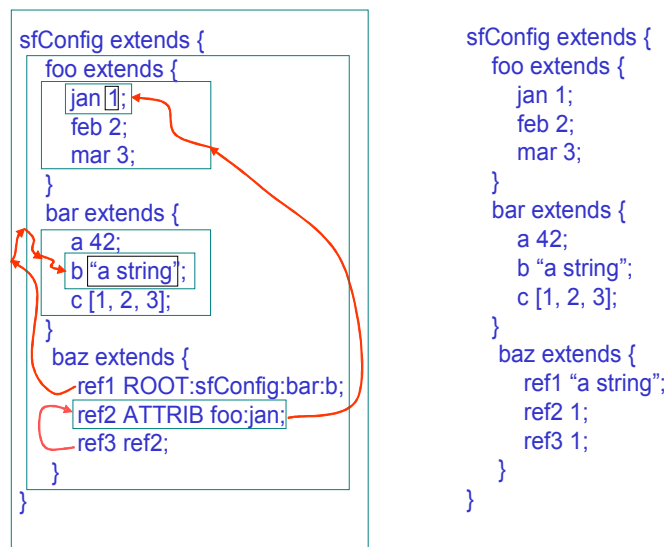 sfConfig extends {
foo extends {
jan 1;
feb 2;
mar 3;
}
bar extends {
a 42;
b “a string”;
c [1, 2, 3];
}
baz extends {
ref1 ROOT:sfConfig:bar:b;
ref2 ATTRIB foo:jan;
ref3 ref2;
}
}
sfConfig extends {
foo extends {
jan 1;
feb 2;
mar 3;
}
bar extends {
a 42;
b “a string”;
c [1, 2, 3];
}
baz extends {
ref1 “a string”;
ref2 1;
ref3 1;
}
}